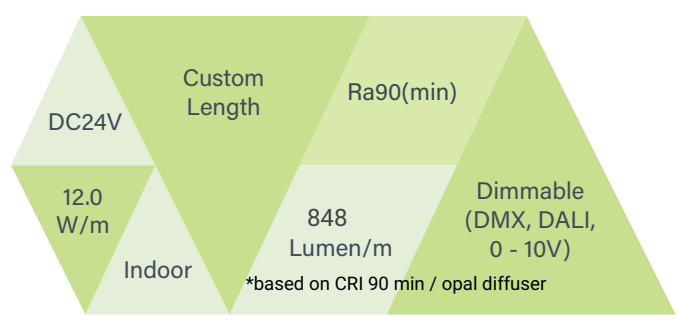 DC24V
Custom
Length
Ra90(min)
12.0
W/m
Indoor
848
Lumen/m
Dimmable
(DMX, DALI,
0 - 10V)
*based on CRI 90 min / opal diffuser